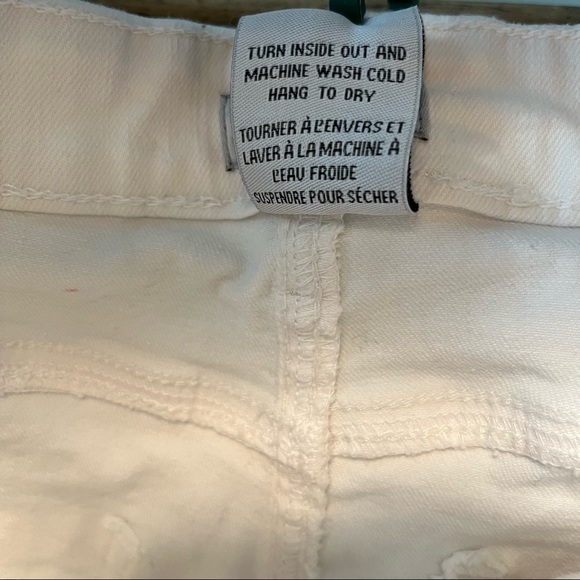 TURN INSIDE OUT AND
MACHINE WASH COLD
HANG TO DRY
TOURNER À L'ENVERS ET
LAVER À LA MACHINE À
L'EAU FROIDE
SUSPENDRE POUR SÉCHER